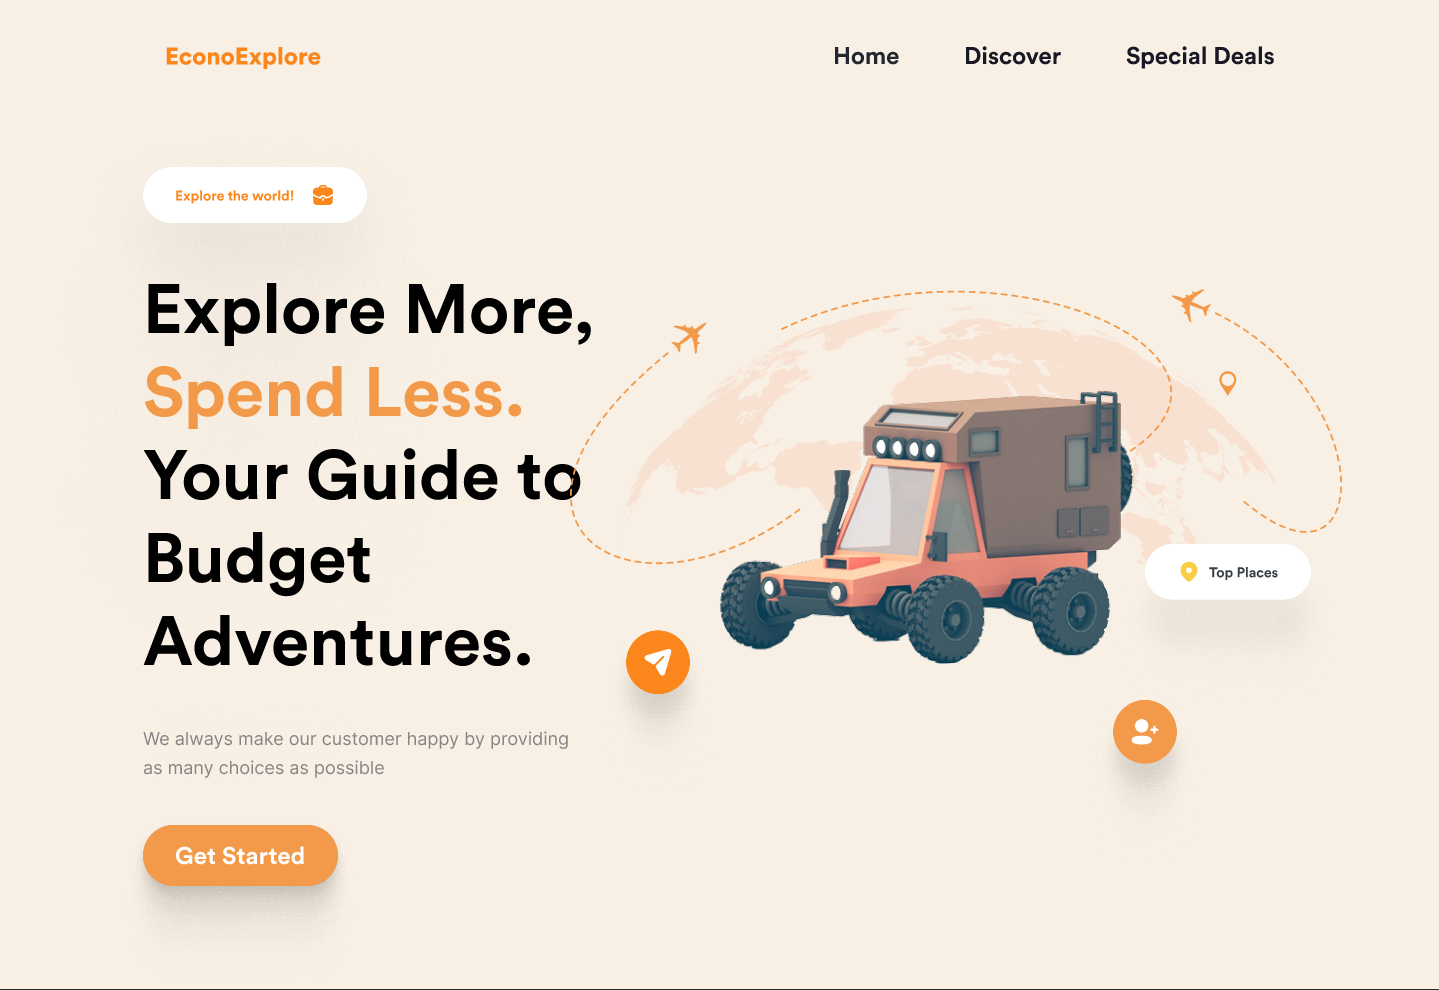 EconoExplore
Home
Discover
Special Deals
Explore the world!
Explore More,
Spend Less.
Your Guide to
Budget
Adventures.
We always make our customer happy by providing
as many choices as possible
Get Started
Top Places